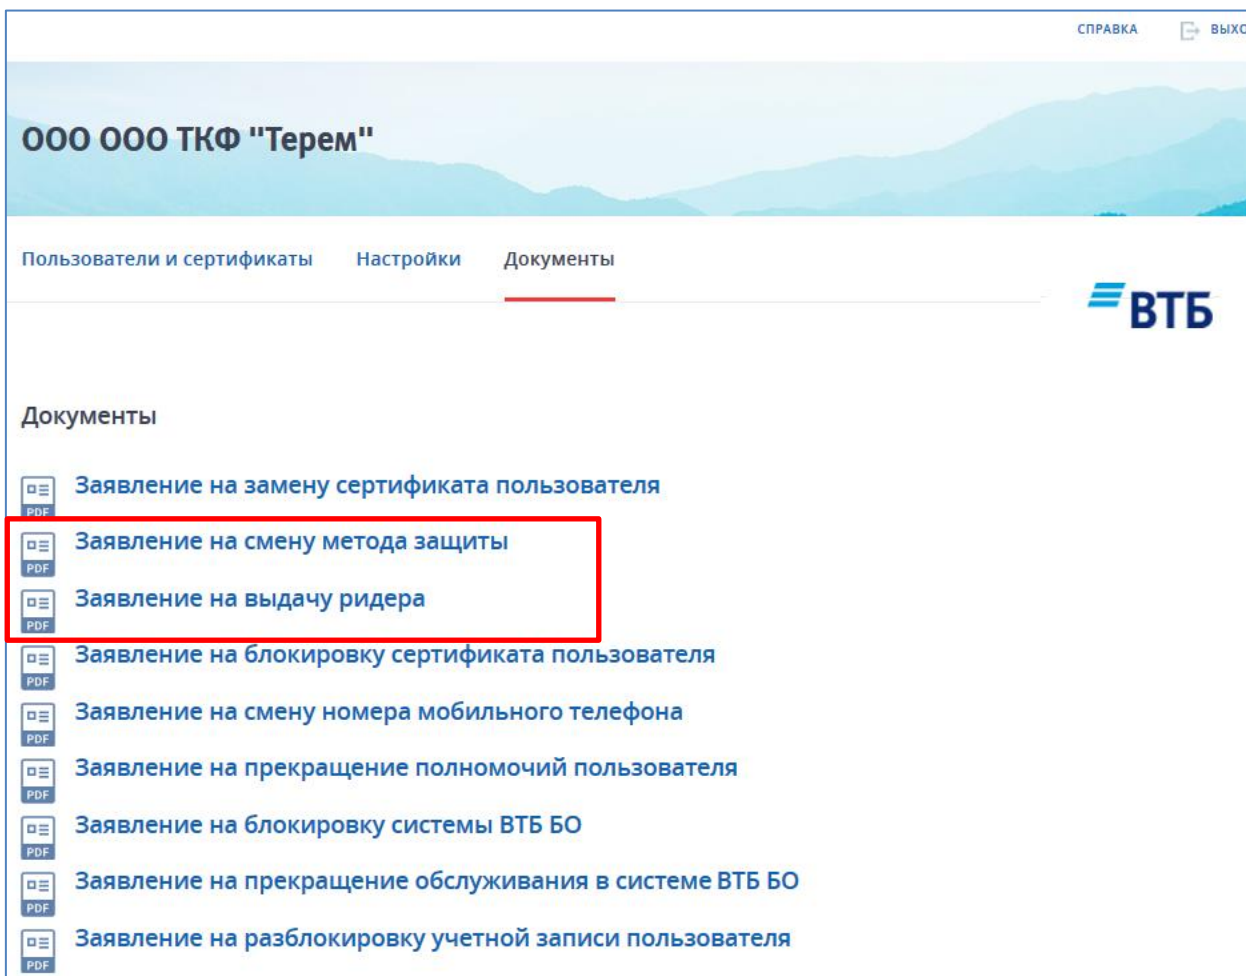 СПРАВКА
ООО ООО ТКФ "Терем"
Пользователи и сертификаты Настройки Документы
ВТБ
Документы
Заявление на замену сертификата пользователя
PDF
Заявление на смену метода защиты
PDF
Заявление на выдачу ридера
PDF
Заявление на блокировку сертификата пользователя
PDF
Заявление на смену номера мобильного телефона
PDF
Заявление на прекращение полномочий пользователя
PDF
Заявление на блокировку системы ВТБ БО
PDF
Заявление на прекращение обслуживания в системе ВТБ БО
PDF
Заявление на разблокировку учетной записи пользователя
PDF